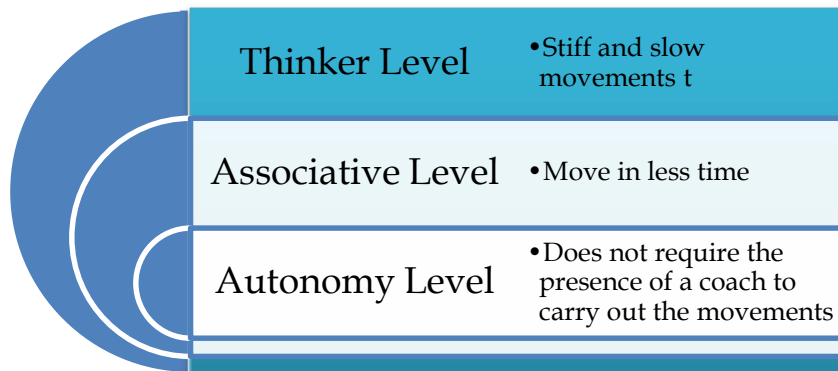 Thinker Level
•Stiff and slow
movements t
Associative Level
•Move in less time
Autonomy Level
•Does not require the
presence of a coach to
carry out the movements